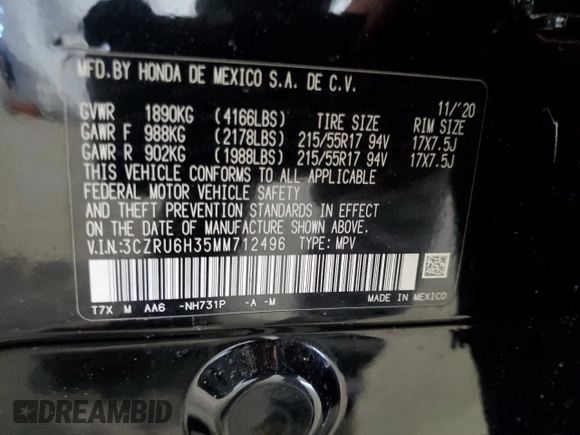 MFD.BY HONDA DE MEXICO S.A. DE C.V.
11/'20
GVWR 1890KG (4166LBS) TIRE SIZE RIM SIZE
GAWR F 988KG (2178LBS) 215/55R17 94V 17X7.5J
GAWR R 902KG (1988LBS) 215/55R17 94V 17X7.5J
THIS VEHICLE CONFORMS TO ALL APPLICABLE
FEDERAL MOTOR VEHICLE SAFETY
AND THEFT PREVENTION STANDARDS IN EFFECT
ON THE DATE OF MANUFACTURE SHOWN ABOVE.
V.I.N.:3CZRU6H35MM712496 TYPE: MPV
T7X M AA6 -NH731P -A -M MADE IN MEXICO
DREAMBID